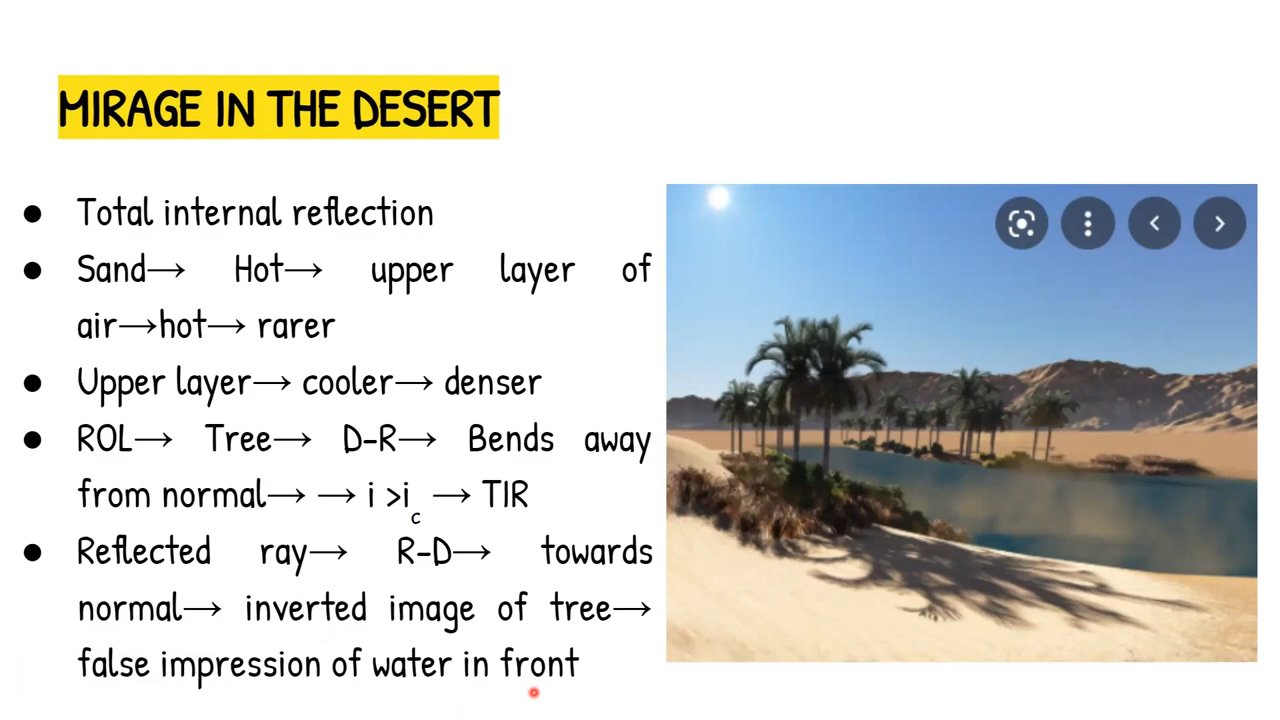 MIRAGE IN THE DESERT
● Total internal reflection
● Sand→ Hot→ upper layer of
air→hot→ rarer
● Upper layer→ cooler→ denser
● ROL→ Tree→ D-R→ Bends away
from normal→ → i >ic → TIR
● Reflected ray→ R-D→ towards
normal→ inverted image of tree→
false impression of water in front